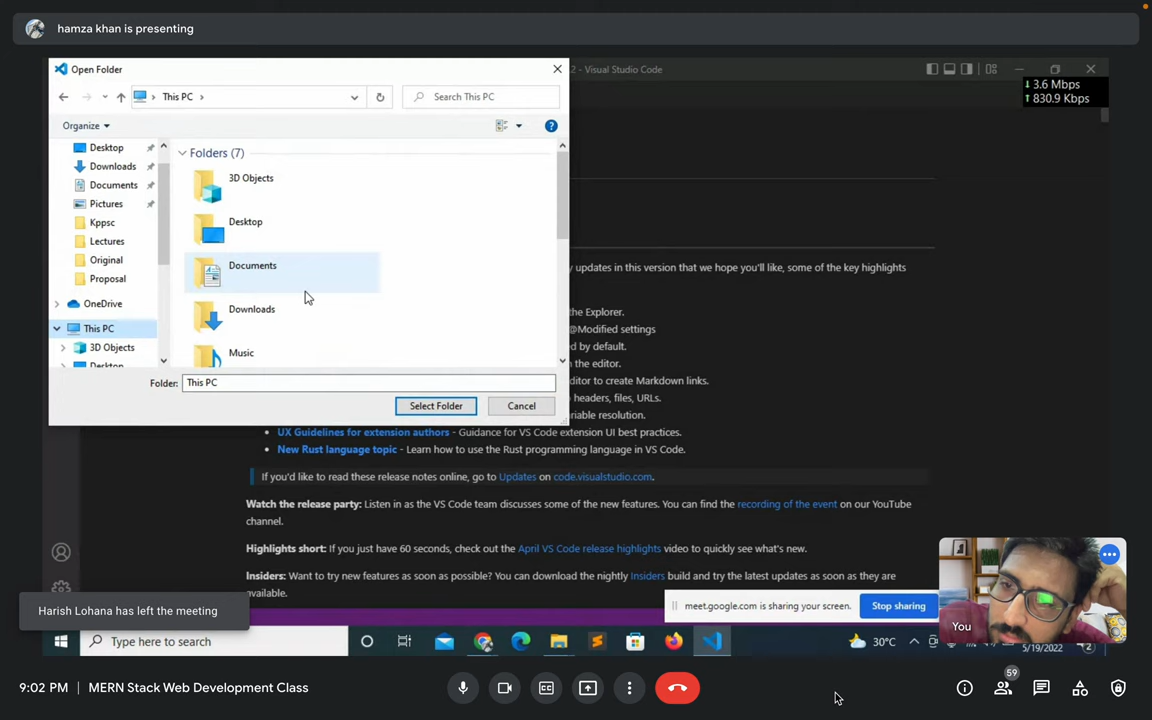 hamza khan is presenting
Open Folder
2 - Visual Studio Code
3.6 Mbps
830.9 Kbps
This PC
Search This PC
Organize
Desktop
Downloads
Documents
Pictures
Kppsc
Lectures
Original
Proposal
OneDrive
This PC
3D Objects
Desktop
Folders (7)
3D Objects
Desktop
Documents
Downloads
Music
Folder: This PC
Select Folder
Cancel
y updates in this version that we hope you'll like, some of the key highlights
the Explorer.
@Modified settings
d by default.
n the editor.
ditor to create Markdown links.
headers, files, URLs.
riable resolution.
• UX Guidelines for extension authors - Guidance for VS Code extension UI best practices.
• New Rust language topic - Learn how to use the Rust programming language in VS Code.
If you'd like to read these release notes online, go to Updates on code.visualstudio.com.
Watch the release party: Listen in as the VS Code team discusses some of the new features. You can find the recording of the event on our YouTube
channel.
Highlights short: If you just have 60 seconds, check out the April VS Code release highlights video to quickly see what's new.
Insiders: Want to try new features as soon as possible? You can download the nightly Insiders build and try the latest updates as soon as they are
available.
Harish Lohana has left the meeting
meet.google.com is sharing your screen.
Stop sharing
You
Type here to search
30°C
5/19/2022
2
9:02 PM | MERN Stack Web Development Class
59